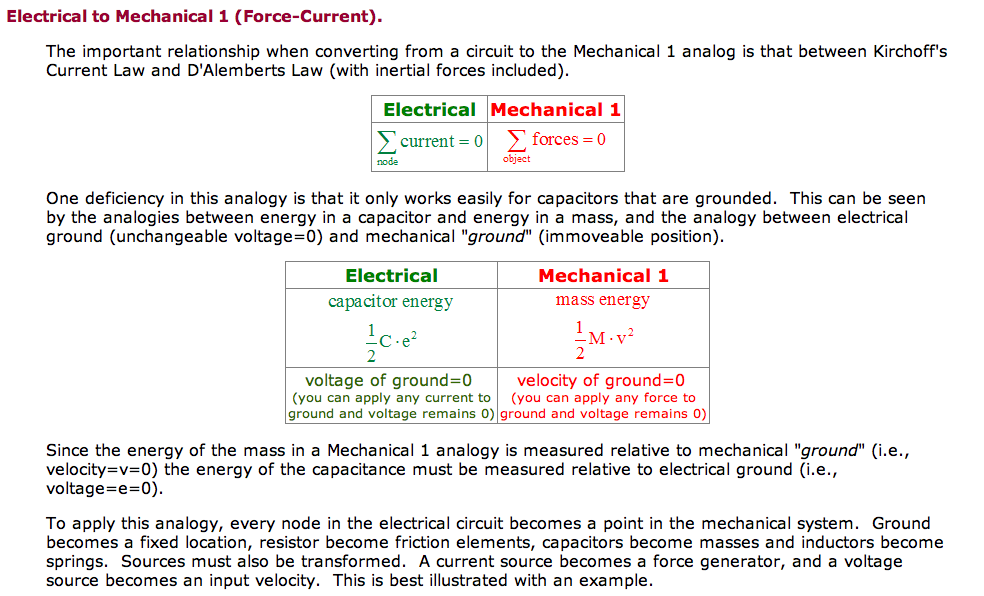 Electrical to Mechanical 1 (Force-Current).
The important relationship when converting from a circuit to the Mechanical 1 analog is that between Kirchoff's
Current Law and D'Alemberts Law (with inertial forces included).
Electrical Mechanical 1
∑ current = 0 ∑ forces = 0
node object
One deficiency in this analogy is that it only works easily for capacitors that are grounded.  This can be seen
by the analogies between energy in a capacitor and energy in a mass, and the analogy between electrical
ground (unchangeable voltage=0) and mechanical "ground" (immoveable position).
Electrical Mechanical 1
capacitor energy mass energy
1/2 C·e² 1/2 M·v²
voltage of ground=0 velocity of ground=0
(you can apply any current to (you can apply any force to
ground and voltage remains 0) ground and voltage remains 0)
Since the energy of the mass in a Mechanical 1 analogy is measured relative to mechanical "ground" (i.e.,
velocity=v=0) the energy of the capacitance must be measured relative to electrical ground (i.e.,
voltage=e=0).
To apply this analogy, every node in the electrical circuit becomes a point in the mechanical system.  Ground
becomes a fixed location, resistor become friction elements, capacitors become masses and inductors become
springs.  Sources must also be transformed.  A current source becomes a force generator, and a voltage
source becomes an input velocity.  This is best illustrated with an example.